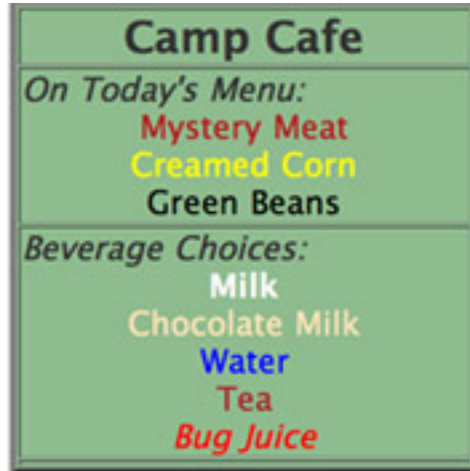 Camp Cafe
On Today's Menu:
Mystery Meat
Creamed Corn
Green Beans
Beverage Choices:
Milk
Chocolate Milk
Water
Tea
Bug Juice